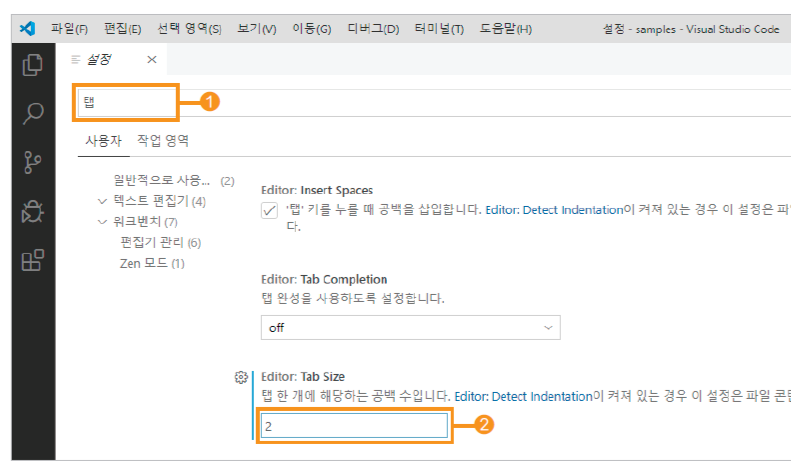 파일(F) 편집(E) 선택 영역(S) 보기(V) 이동(G) 디버그(D) 터미널(T) 도움말(H) 설정 - samples - Visual Studio Code
설정
탭
1
사용자 작업 영역
일반적으로 사용... (2)
텍스트 편집기 (4)
워크벤치 (7)
편집기 관리 (6)
Zen 모드 (1)
Editor: Insert Spaces
'탭' 키를 누를 때 공백을 삽입합니다. Editor: Detect Indentation이 켜져 있는 경우 이 설정은 파일
다.
Editor: Tab Completion
탭 완성을 사용하도록 설정합니다.
off
Editor: Tab Size
탭 한 개에 해당하는 공백 수입니다. Editor: Detect Indentation이 켜져 있는 경우 이 설정은 파일 콘텐
2
2